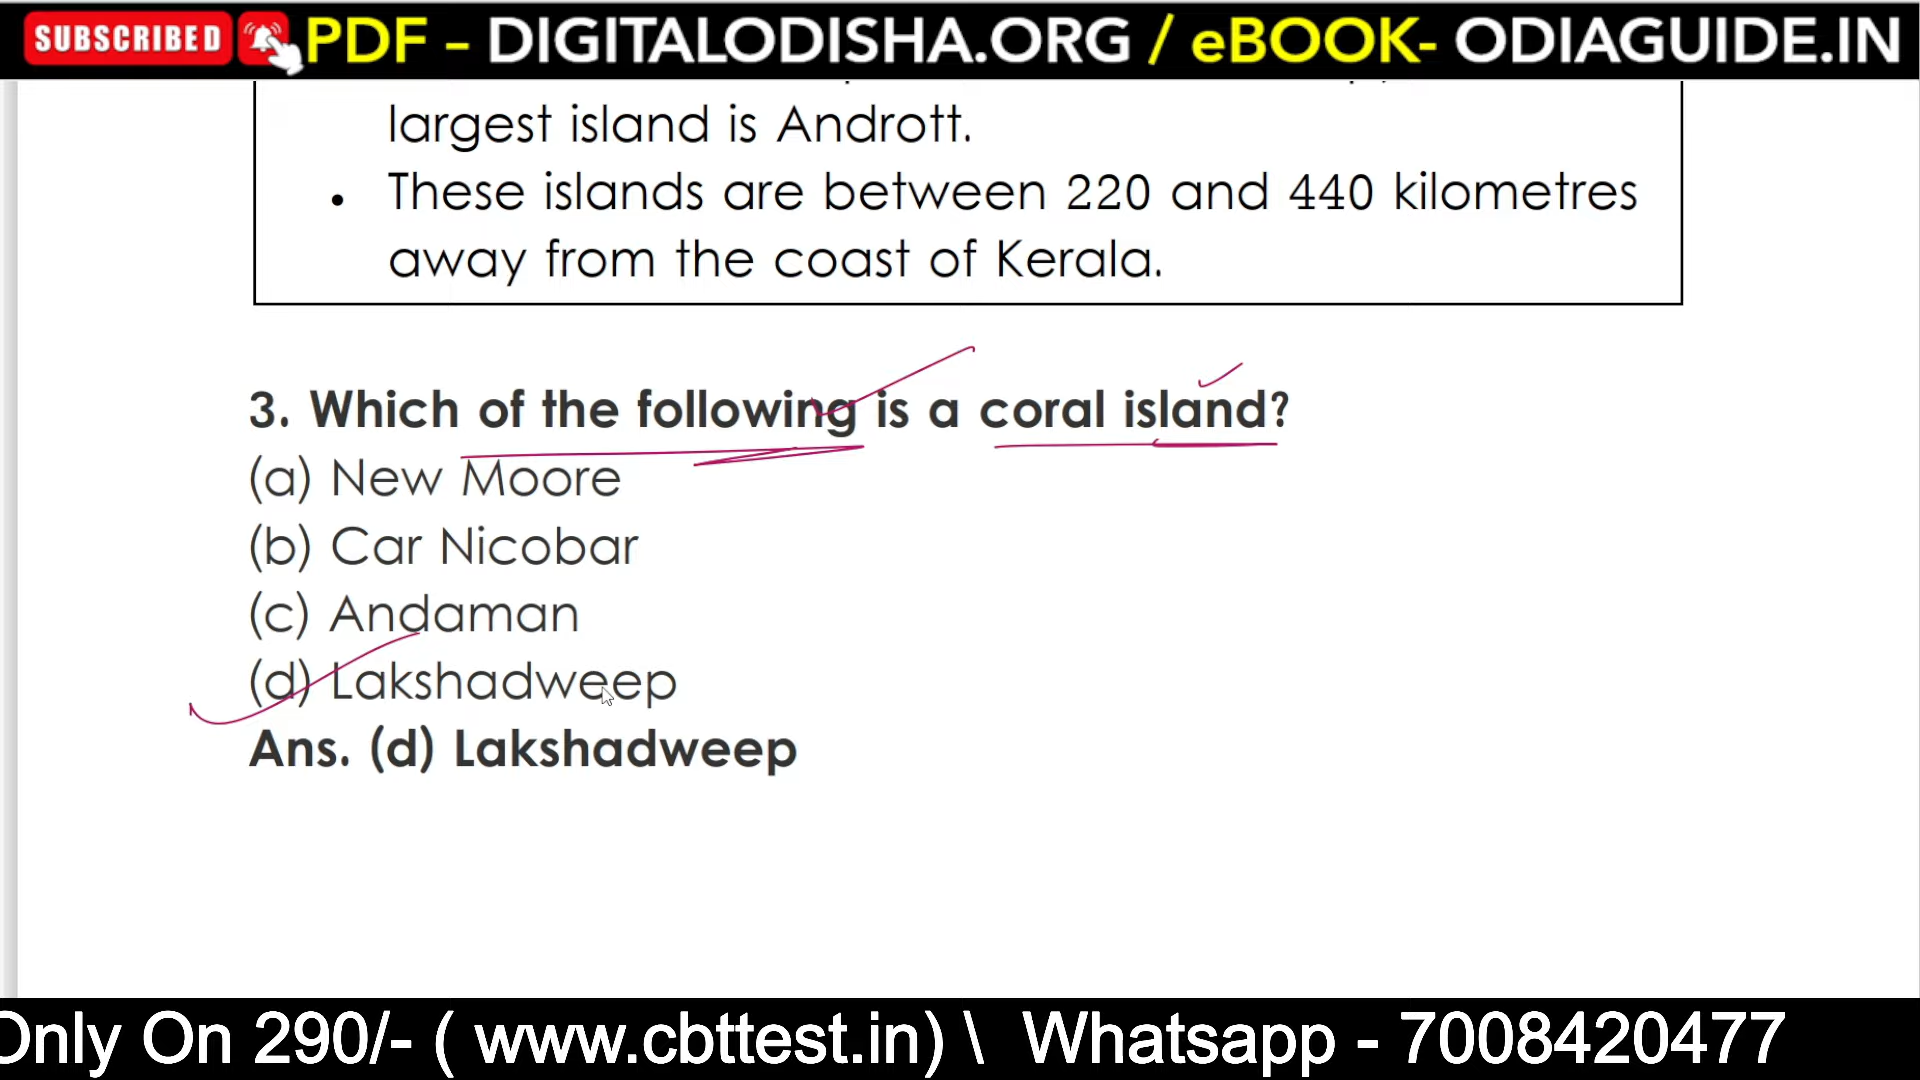 SUBSCRIBED PDF – DIGITALODISHA.ORG / eBOOK- ODIAGUIDE.IN
largest island is Andrott.
• These islands are between 220 and 440 kilometres
away from the coast of Kerala.
3. Which of the following is a coral island?
(a) New Moore
(b) Car Nicobar
(c) Andaman
(d) Lakshadweep
Ans. (d) Lakshadweep
Only On 290/- ( www.cbttest.in) \ Whatsapp - 7008420477